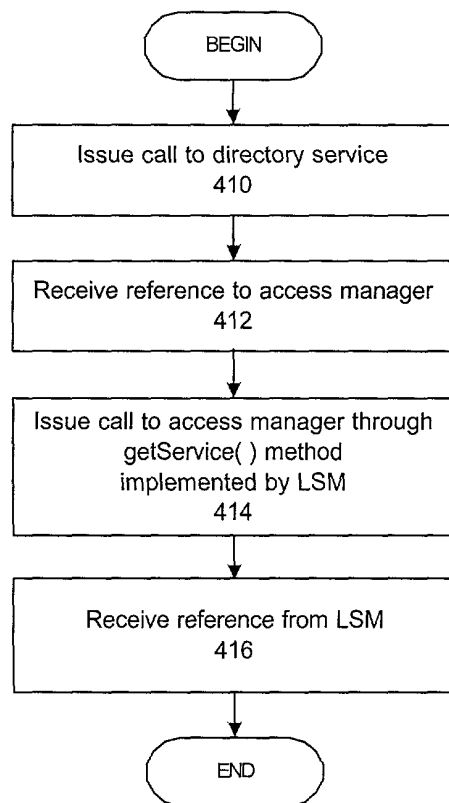 BEGIN
Issue call to directory service
410
Receive reference to access manager
412
Issue call to access manager through
getService( ) method
implemented by LSM
414
Receive reference from LSM
416
END